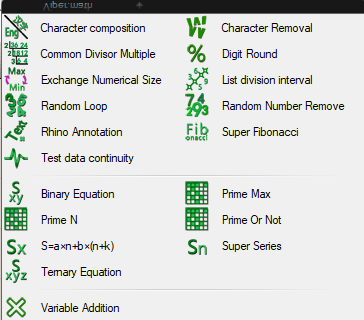 Viper.math
Character composition
Character Removal
Common Divisor Multiple
Digit Round
Exchange Numerical Size
List division interval
Random Loop
Random Number Remove
Rhino Annotation
Super Fibonacci
Test data continuity
Binary Equation
Prime Max
Prime N
Prime Or Not
S=a×n+b×(n+k)
Super Series
Ternary Equation
Variable Addition